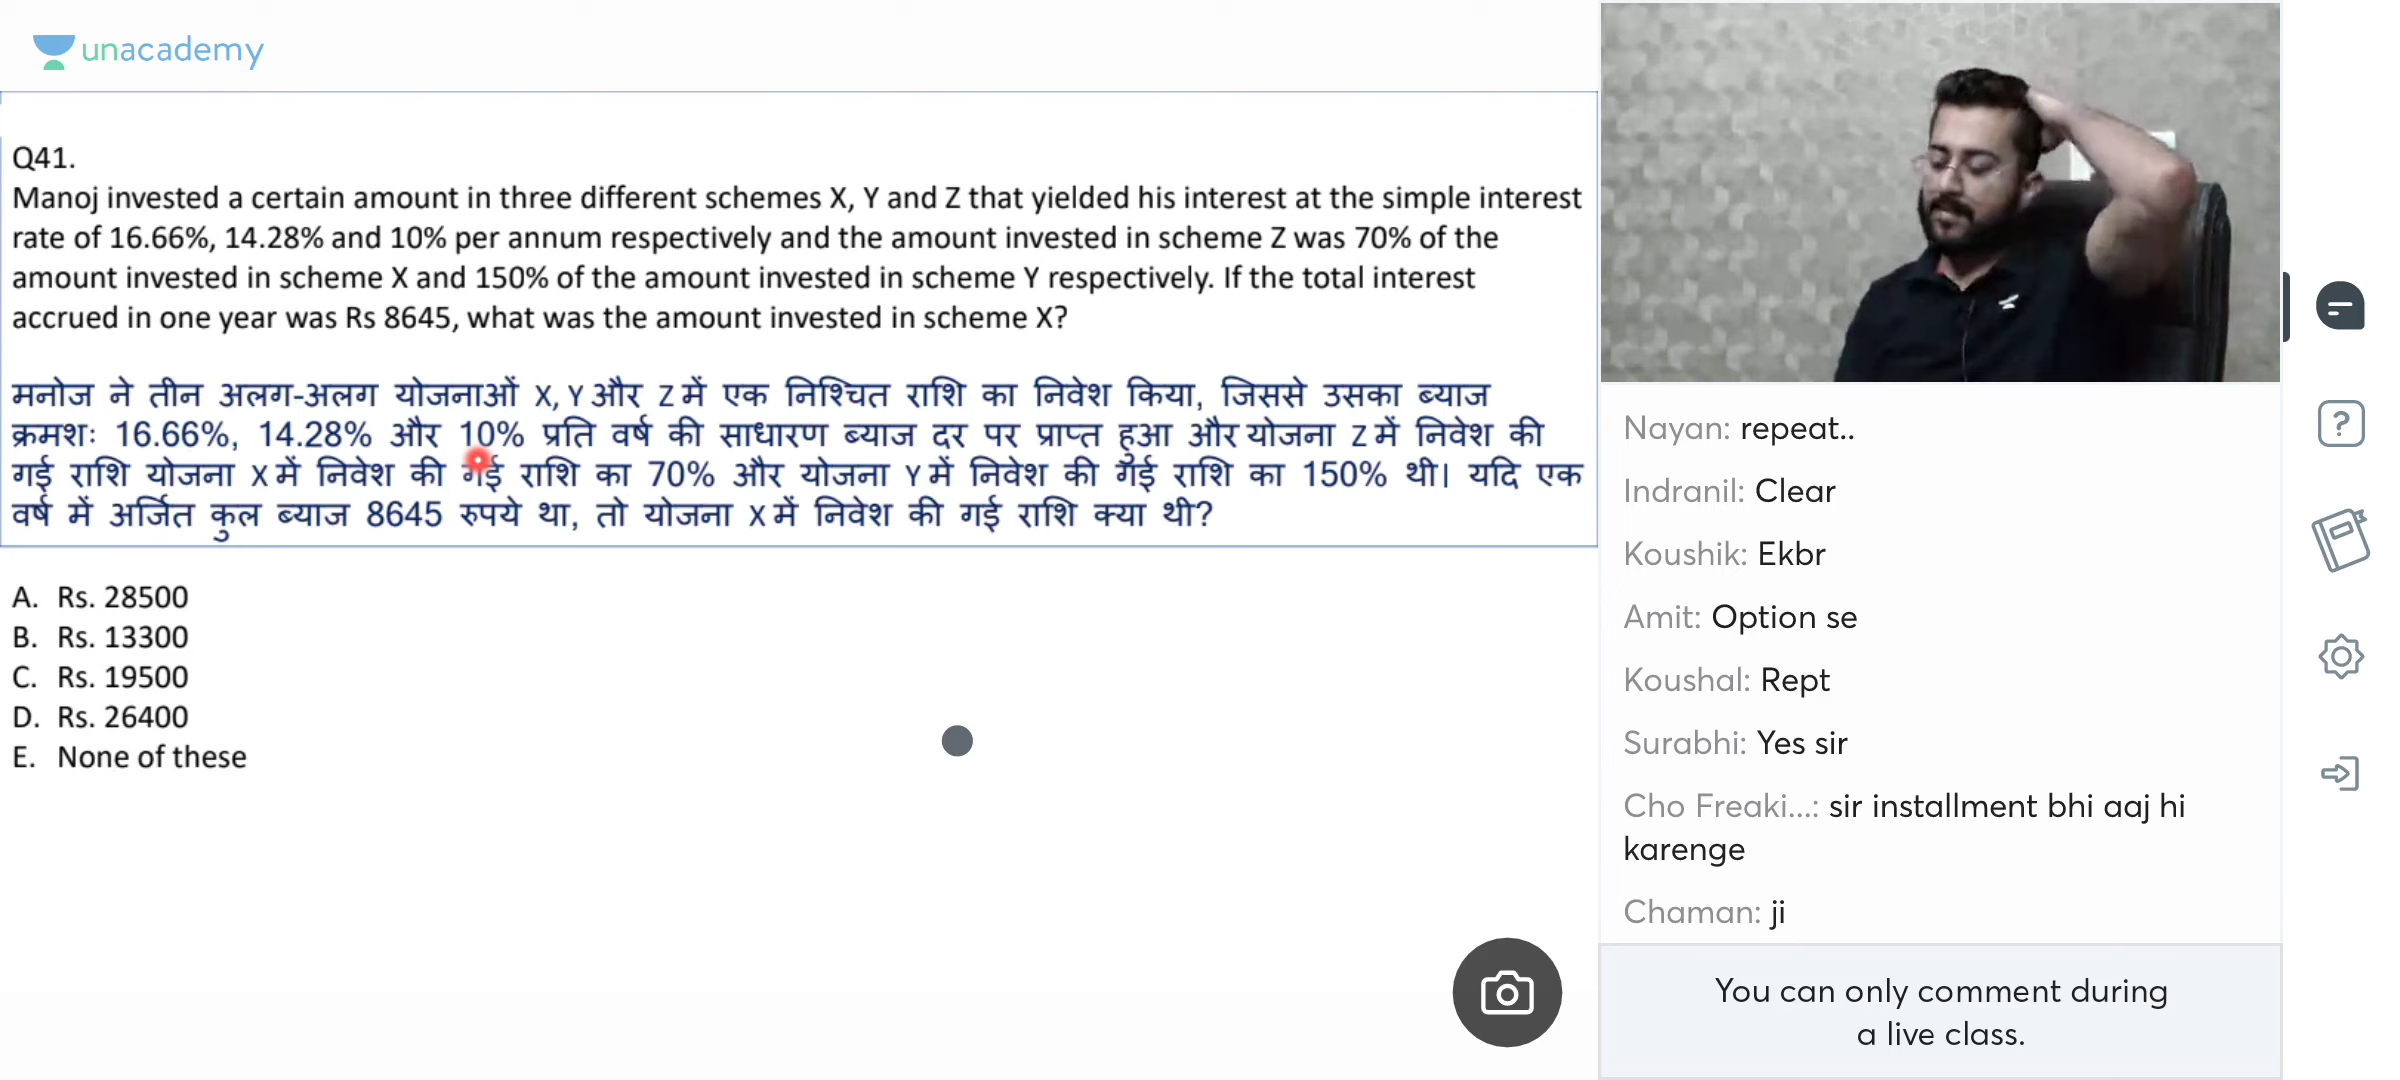 unacademy
Q41.
Manoj invested a certain amount in three different schemes X, Y and Z that yielded his interest at the simple interest
rate of 16.66%, 14.28% and 10% per annum respectively and the amount invested in scheme Z was 70% of the
amount invested in scheme X and 150% of the amount invested in scheme Y respectively. If the total interest
accrued in one year was Rs 8645, what was the amount invested in scheme X?
मनोज ने तीन अलग-अलग योजनाओं X, Y और Z में एक निश्चित राशि का निवेश किया, जिससे उसका ब्याज
क्रमशः 16.66%, 14.28% और 10% प्रति वर्ष की साधारण ब्याज दर पर प्राप्त हुआ और योजना Z में निवेश की
गई राशि योजना X में निवेश की गई राशि का 70% और योजना Y में निवेश की गई राशि का 150% थी। यदि एक
वर्ष में अर्जित कुल ब्याज 8645 रुपये था, तो योजना X में निवेश की गई राशि क्या थी?
A. Rs. 28500
B. Rs. 13300
C. Rs. 19500
D. Rs. 26400
E. None of these
Nayan: repeat..
Indranil: Clear
Koushik: Ekbr
Amit: Option se
Koushal: Rept
Surabhi: Yes sir
Cho Freaki...: sir installment bhi aaj hi
karenge
Chaman: ji
You can only comment during
a live class.